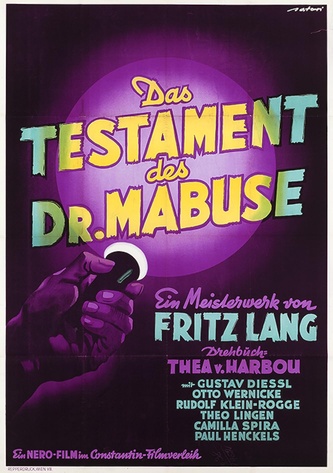 Das
TESTAMENT
des
DR. MABUSE
Ein Meisterwerk von
FRITZ LANG
Drehbuch:
THEA v. HARBOU
mit GUSTAV DIESSL
OTTO WERNICKE
RUDOLF KLEIN-ROGGE
THEO LINGEN
CAMILLA SPIRA
PAUL HENCKELS
Ein NERO-FILM im Constantin-Filmverleih